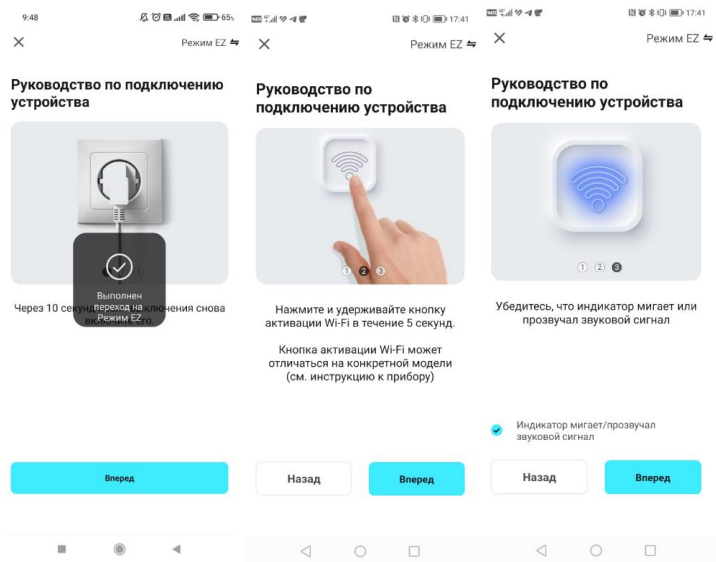 9:48
65%
Режим EZ
Руководство по подключению
устройства
Выполнен
переход на
Режим EZ
Через 10 секунд
включите его.
чения снова
Вперед
17:41
Режим EZ
Руководство по
подключению устройства
1 2 3
Нажмите и удерживайте кнопку
активации Wi-Fi в течение 5 секунд.
Кнопка активации Wi-Fi может
отличаться на конкретной модели
(см. инструкцию к прибору)
Назад
Вперед
17:41
Режим EZ
Руководство по
подключению устройства
1 2 3
Убедитесь, что индикатор мигает или
прозвучал звуковой сигнал
Индикатор мигает/прозвучал
звуковой сигнал
Назад
Вперед